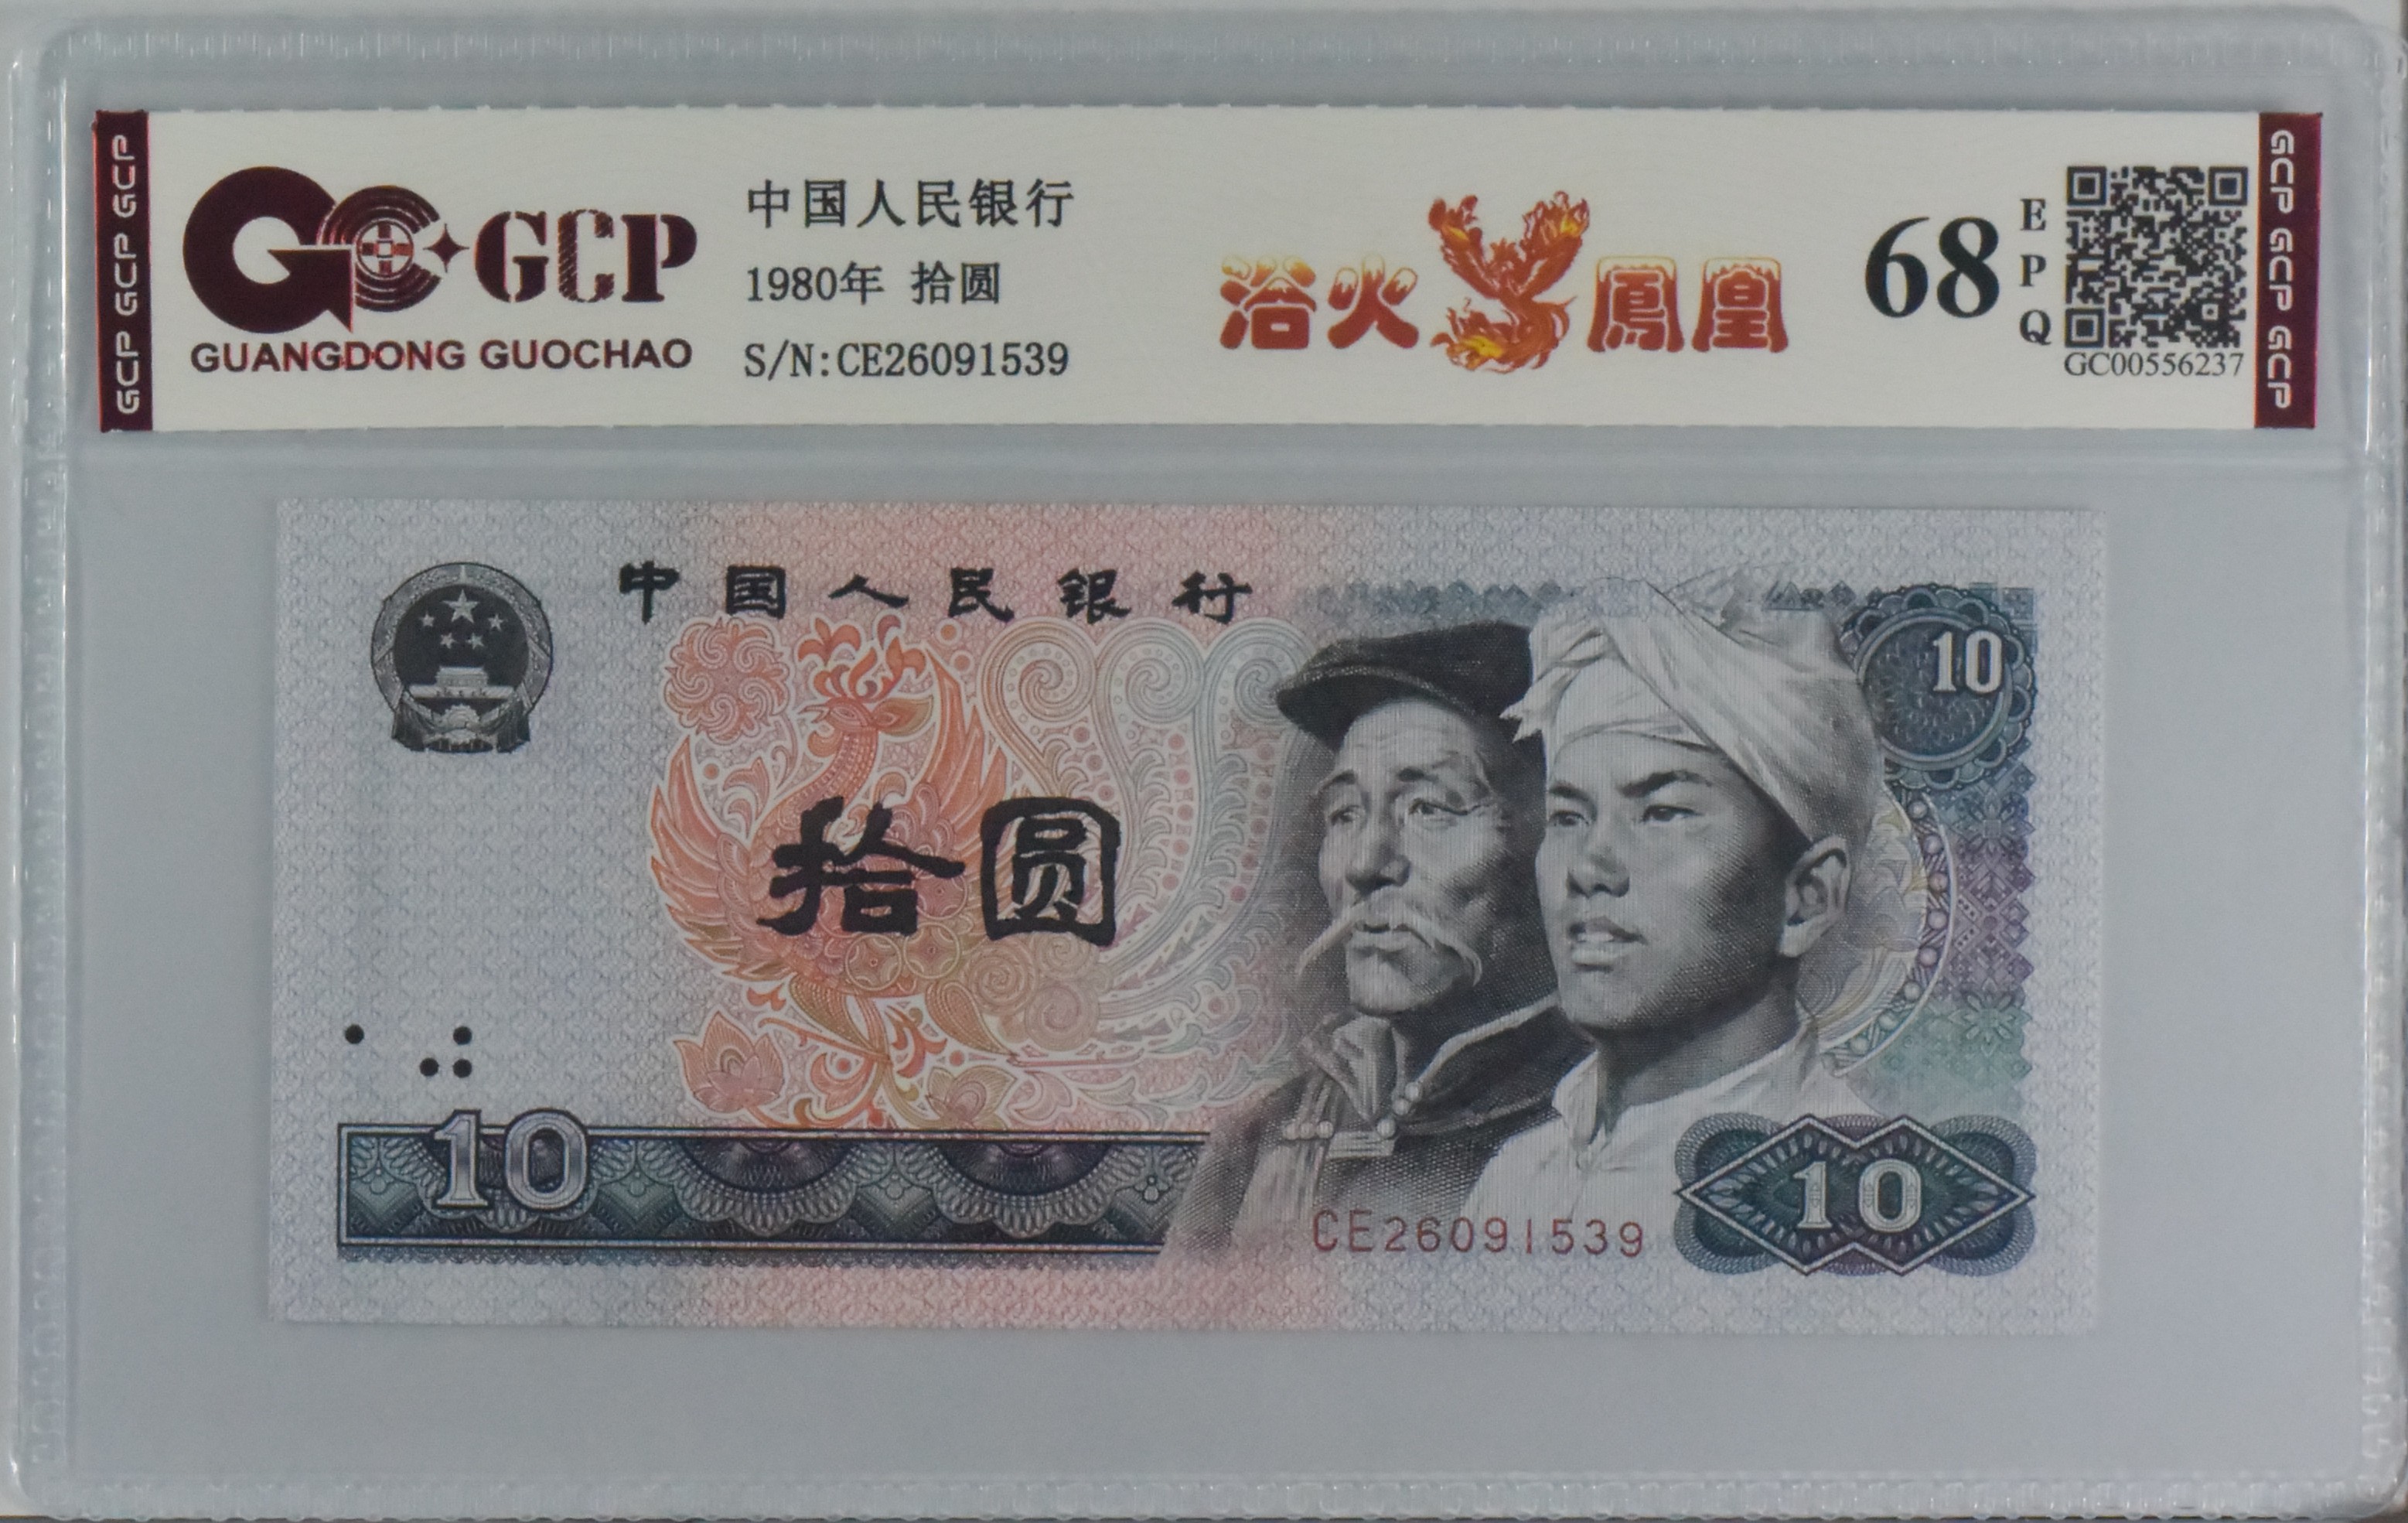 GCP GCP GCP
GCP
GUANGDONG GUOCHAO
中国人民银行
1980年 拾圆
S/N:CE26091539
浴火鳳凰
68
E
P
Q
GC00556237
GCP GCP GCP
中国人民银行
10
拾圆
10
CE26091539
10